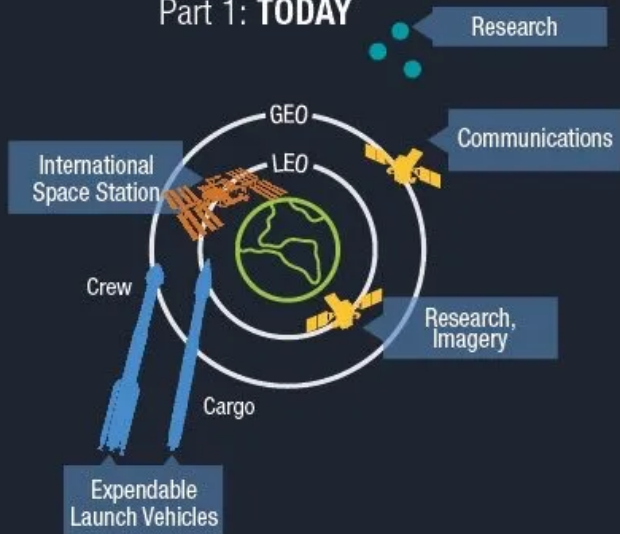 Part 1: TODAY
Research
GEO
Communications
LEO
International
Space Station
Crew
Research,
Imagery
Cargo
Expendable
Launch Vehicles